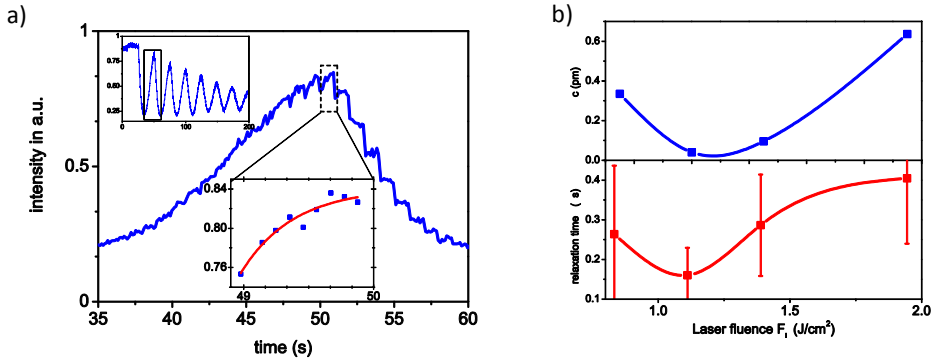 a)
intensity in a.u.
1
0.5
0
35 40 45 50 55 60
time (s)
1
0.75
0.50
0.25
0 100 200
0.84
0.80
0.76
49 50
b)
c (pm)
0.6
0.4
0.2
0.0
relaxation time ( s)
0.4
0.3
0.2
0.1
1.0 1.5 2.0
Laser fluence F_L (J/cm²)